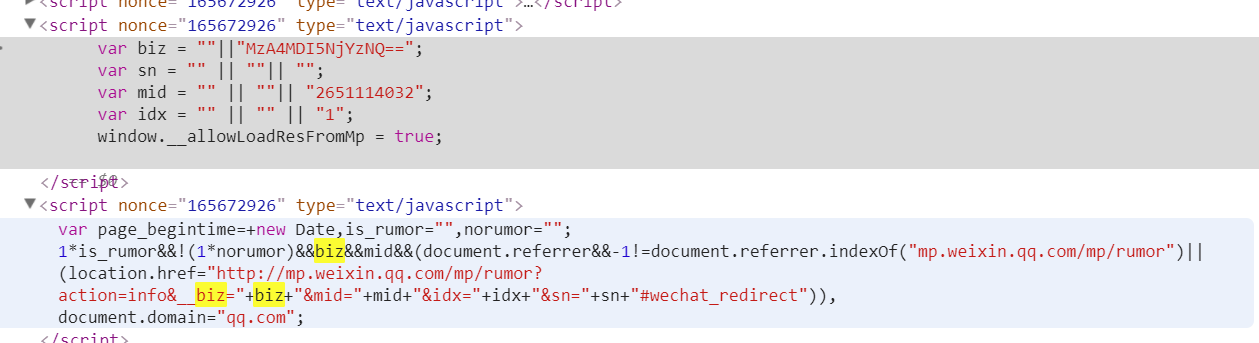 <script nonce="165672926" type="text/javascript">…</script>
<script nonce="165672926" type="text/javascript">
var biz = ""||"MzA4MDI5NjYzNQ==";
var sn = "" || ""|| "";
var mid = "" || ""|| "2651114032";
var idx = "" || "" || "1";
window.__allowLoadResFromMp = true;
</script>
== $0
<script nonce="165672926" type="text/javascript">
var page_begintime=+new Date,is_rumor="",norumor="";
1*is_rumor&&!(1*norumor)&&biz&&mid&&(document.referrer&&-1!=document.referrer.indexOf("mp.weixin.qq.com/mp/rumor")||
(location.href="http://mp.weixin.qq.com/mp/rumor?
action=info&__biz="+biz+"&mid="+mid+"&idx="+idx+"&sn="+sn+"#wechat_redirect")),
document.domain="qq.com";
</script>